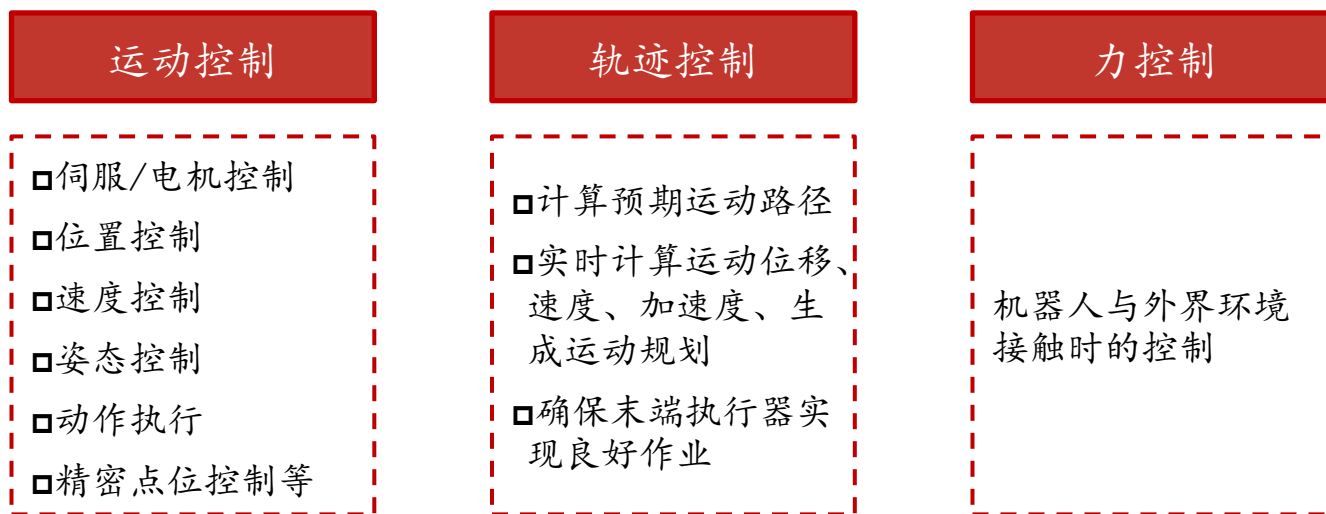 运动控制
伺服/电机控制
位置控制
速度控制
姿态控制
动作执行
精密点位控制等
轨迹控制
计算预期运动路径
实时计算运动位移、
速度、加速度、生
成运动规划
确保末端执行器实
现良好作业
力控制
机器人与外界环境
接触时的控制